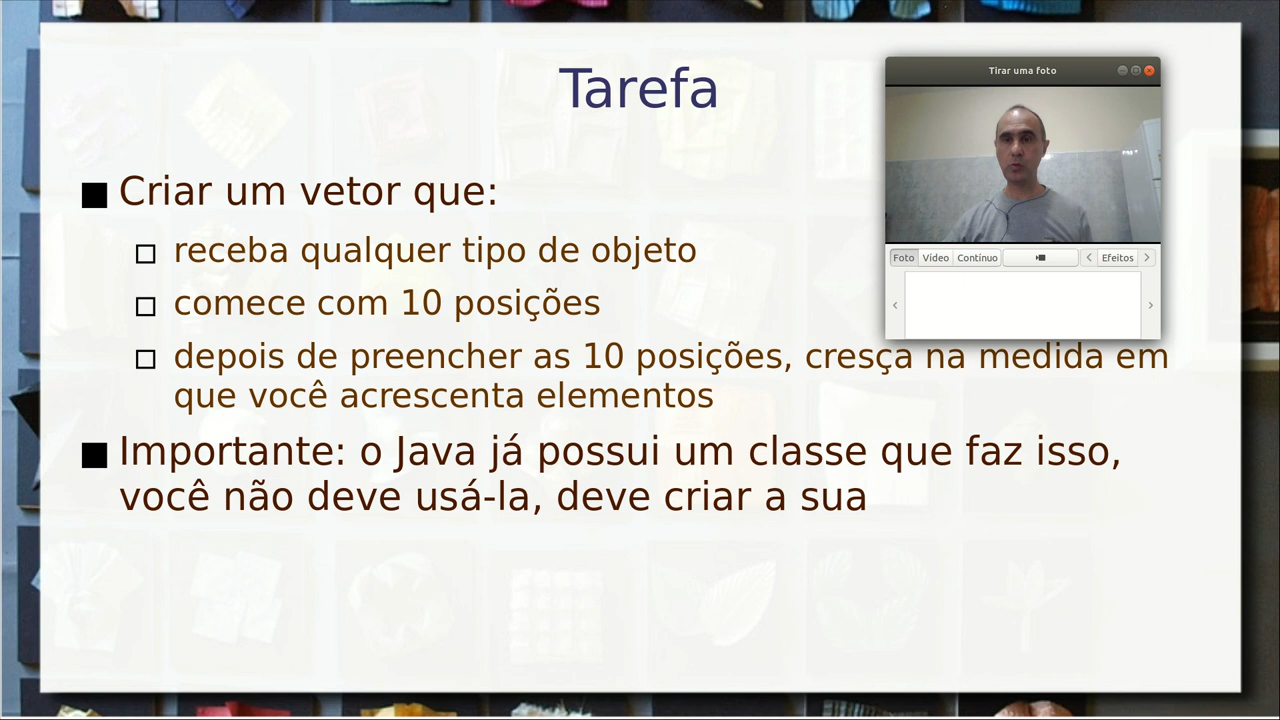 Tarefa
Tirar uma foto
Criar um vetor que:
receba qualquer tipo de objeto
Foto Vídeo Contínuo Efeitos
comece com 10 posições
depois de preencher as 10 posições, cresça na medida em
que você acrescenta elementos
Importante: o Java já possui um classe que faz isso,
você não deve usá-la, deve criar a sua